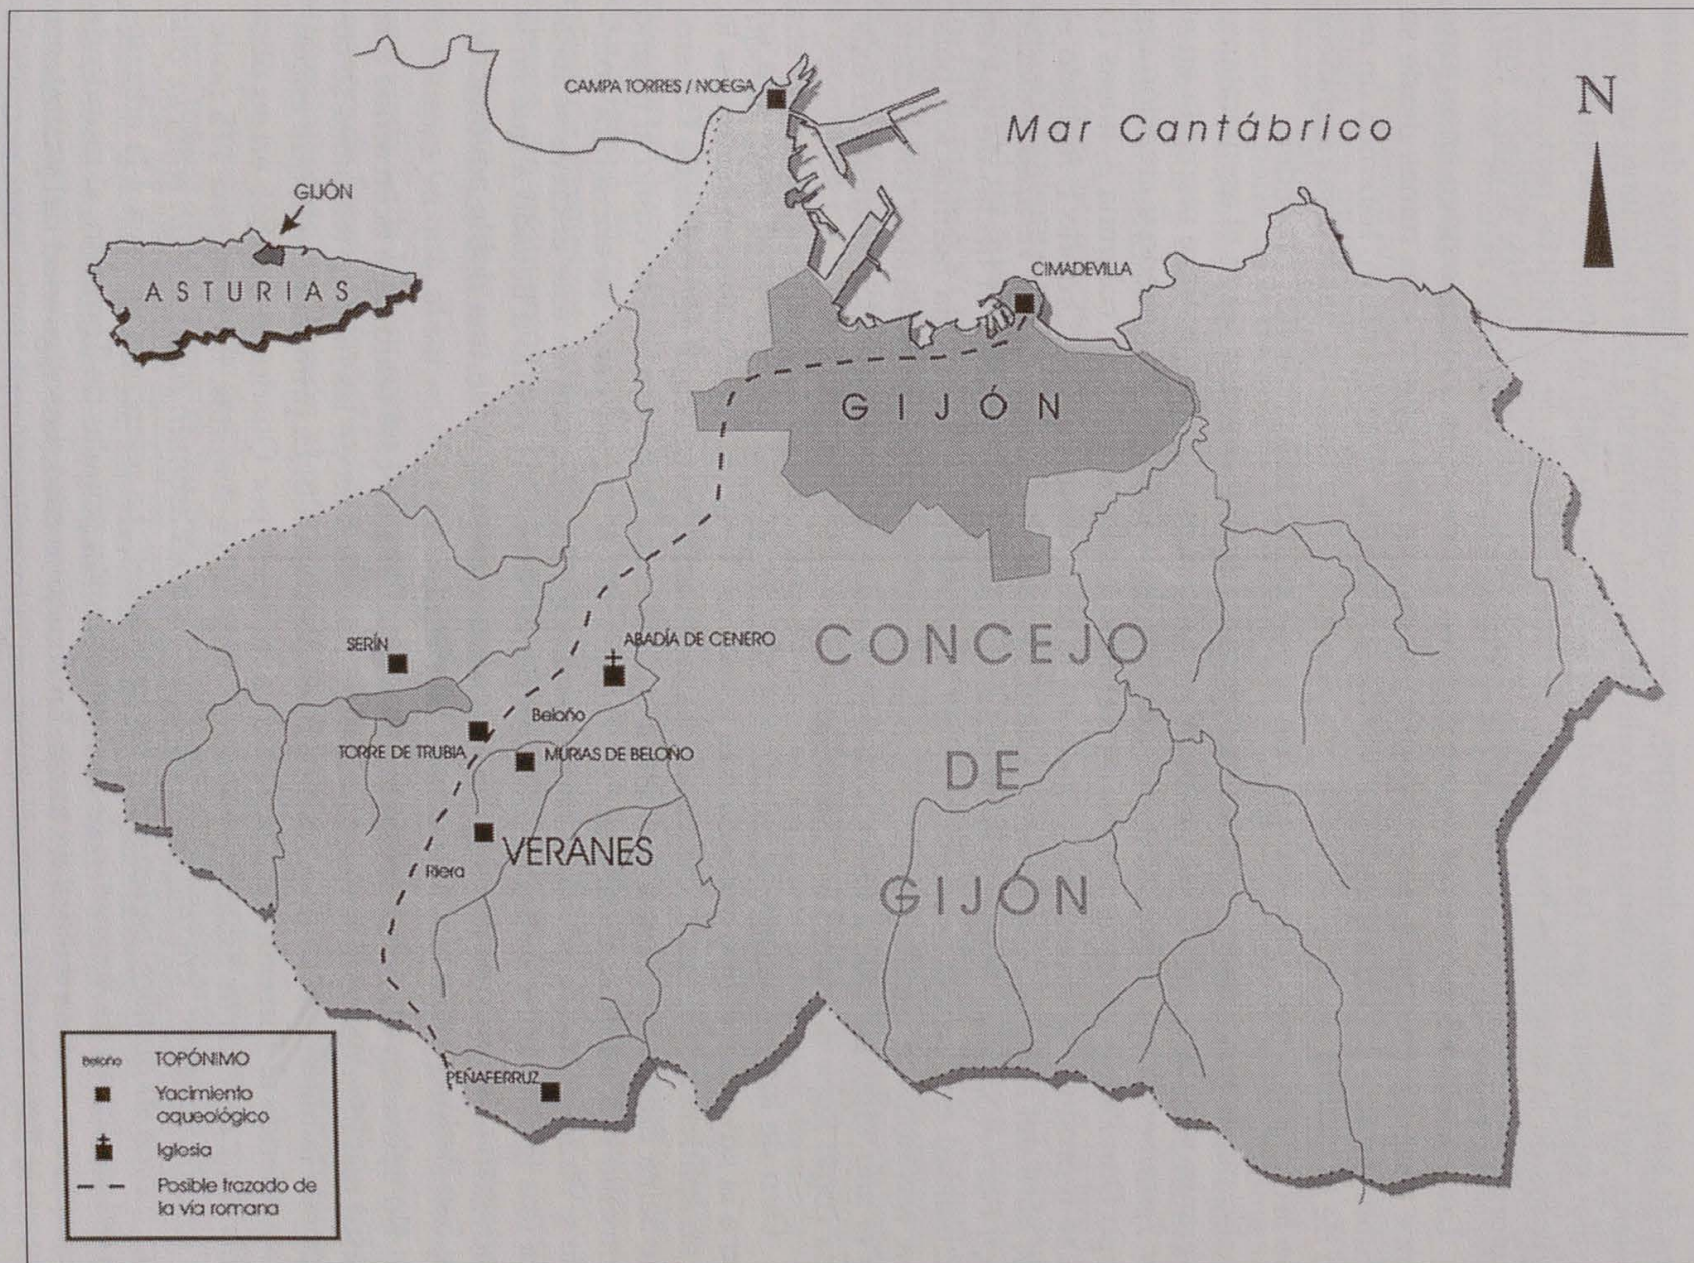 CAMPA TORRES / NOEGA
Mar Cantábrico
N
GIJÓN
ASTURIAS
CIMADEVILLA
GIJÓN
SERÍN
ABADÍA DE CENERO
CONCEJO
DE
GIJÓN
Beloño
TORRE DE TRUBIA
MURIAS DE BELOÑO
VERANES
Riera
PEÑAFERRUZ
Beloño TOPÓNIMO
Yacimiento
aqueológico
Iglesia
Posible trazado de
la vía romana